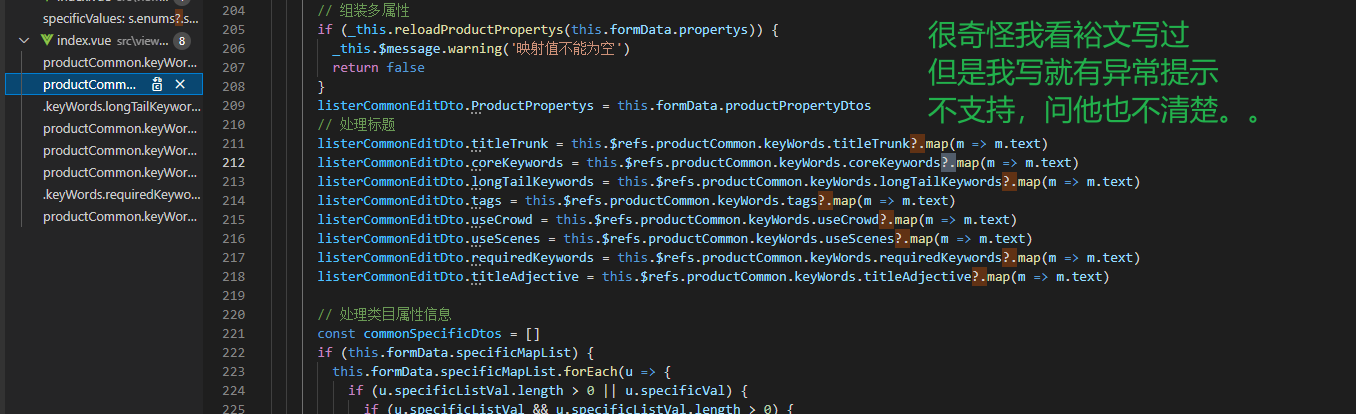 specificValues: s.enums?.s...
index.vue src\view... 8
productCommon.keyWor...
productComm...
.keyWords.longTailKeywor...
productCommon.keyWor...
productCommon.keyWor...
productCommon.keyWor...
.keyWords.requiredKeywo...
productCommon.keyWor...
204 // 组装多属性
205 if (_this.reloadProductPropertys(this.formData.propertys)) {
206 _this.$message.warning('映射值不能为空')
207 return false
208 }
209 listerCommonEditDto.ProductPropertys = this.formData.productPropertyDtos
210 // 处理标题
211 listerCommonEditDto.titleTrunk = this.$refs.productCommon.keyWords.titleTrunk?.map(m => m.text)
212 listerCommonEditDto.coreKeywords = this.$refs.productCommon.keyWords.coreKeywords?.map(m => m.text)
213 listerCommonEditDto.longTailKeywords = this.$refs.productCommon.keyWords.longTailKeywords?.map(m => m.text)
214 listerCommonEditDto.tags = this.$refs.productCommon.keyWords.tags?.map(m => m.text)
215 listerCommonEditDto.useCrowd = this.$refs.productCommon.keyWords.useCrowd?.map(m => m.text)
216 listerCommonEditDto.useScenes = this.$refs.productCommon.keyWords.useScenes?.map(m => m.text)
217 listerCommonEditDto.requiredKeywords = this.$refs.productCommon.keyWords.requiredKeywords?.map(m => m.text)
218 listerCommonEditDto.titleAdjective = this.$refs.productCommon.keyWords.titleAdjective?.map(m => m.text)
219
220 // 处理类目属性信息
221 const commonSpecificDtos = []
222 if (this.formData.specificMapList) {
223 this.formData.specificMapList.forEach(u => {
224 if (u.specificListVal.length > 0 || u.specificVal) {
225 if (u.specificListVal && u.specificListVal.length > 0) {
很奇怪我看裕文写过
但是我写就有异常提示
不支持，问他也不清楚。。